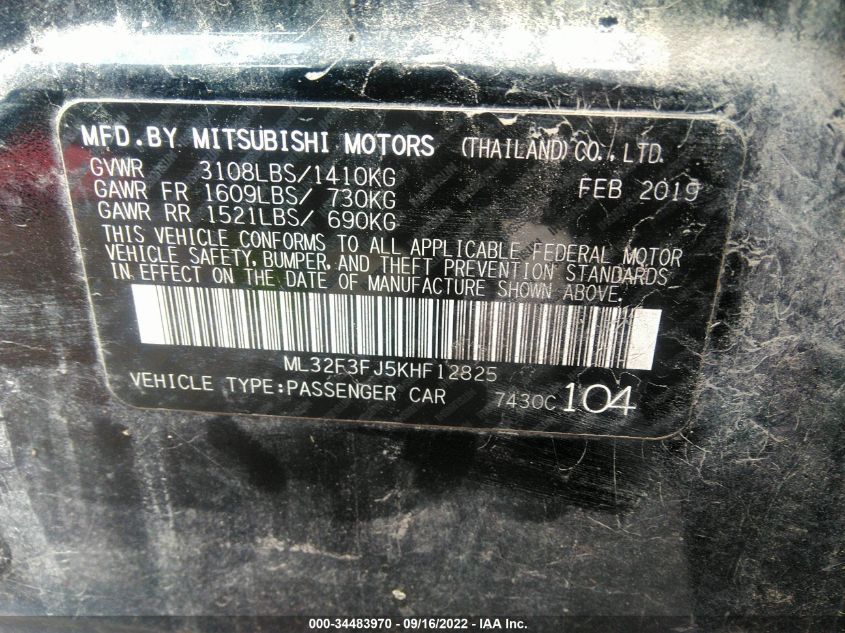 MFD.BY MITSUBISHI MOTORS (THAILAND) CO., LTD.
GVWR 3108LBS/1410KG FEB 2019
GAWR FR 1609LBS/ 730KG
GAWR RR 1521LBS/ 690KG
THIS VEHICLE CONFORMS TO ALL APPLICABLE FEDERAL MOTOR
VEHICLE SAFETY, BUMPER, AND THEFT PREVENTION STANDARDS
IN EFFECT ON THE DATE OF MANUFACTURE SHOWN ABOVE.
ML32F3FJ5KHF12825
VEHICLE TYPE:PASSENGER CAR 7430C 104
000-34483970 - 09/16/2022 - IAA Inc.